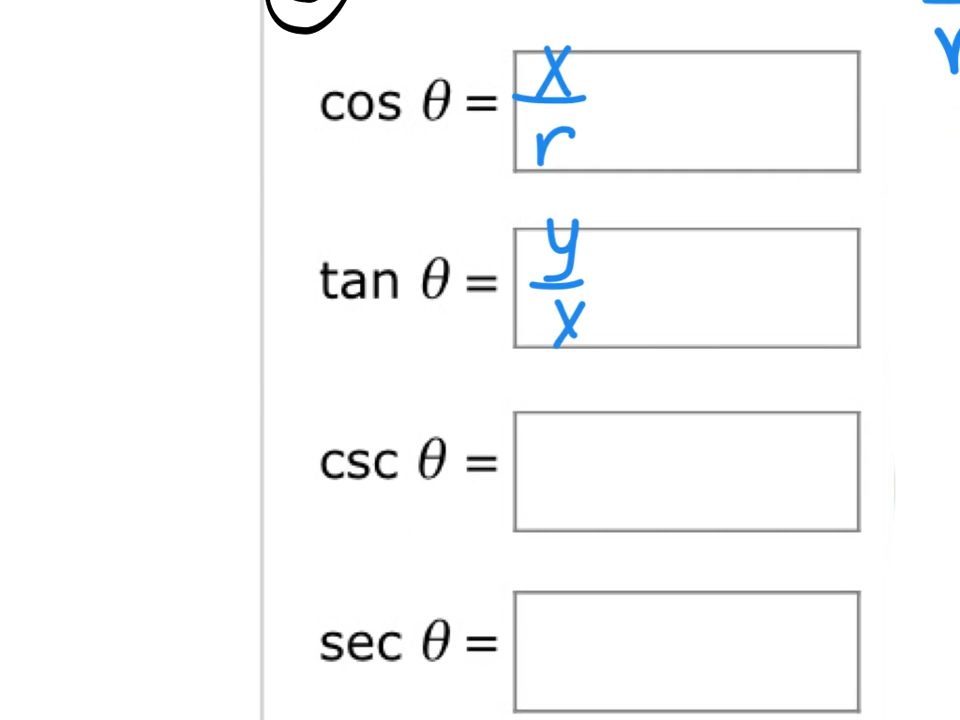 cos θ = x/r
tan θ = y/x
csc θ =
sec θ =